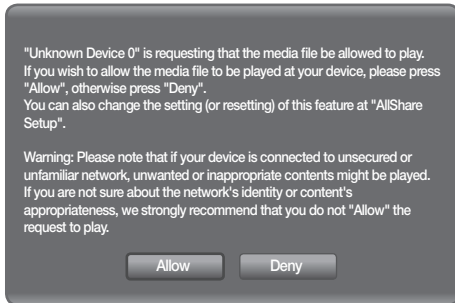 "Unknown Device 0" is requesting that the media file be allowed to play.
If you wish to allow the media file to be played at your device, please press
"Allow", otherwise press "Deny".
You can also change the setting (or resetting) of this feature at "AllShare
Setup".
Warning: Please note that if your device is connected to unsecured or
unfamiliar network, unwanted or inappropriate contents might be played.
If you are not sure about the network's identity or content's
appropriateness, we strongly recommend that you do not "Allow" the
request to play.
Allow Deny